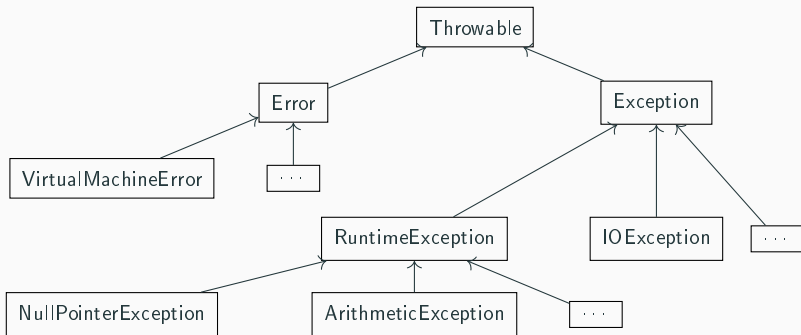 Throwable
Error
Exception
VirtualMachineError
...
RuntimeException
IOException
...
NullPointerException
ArithmeticException
...